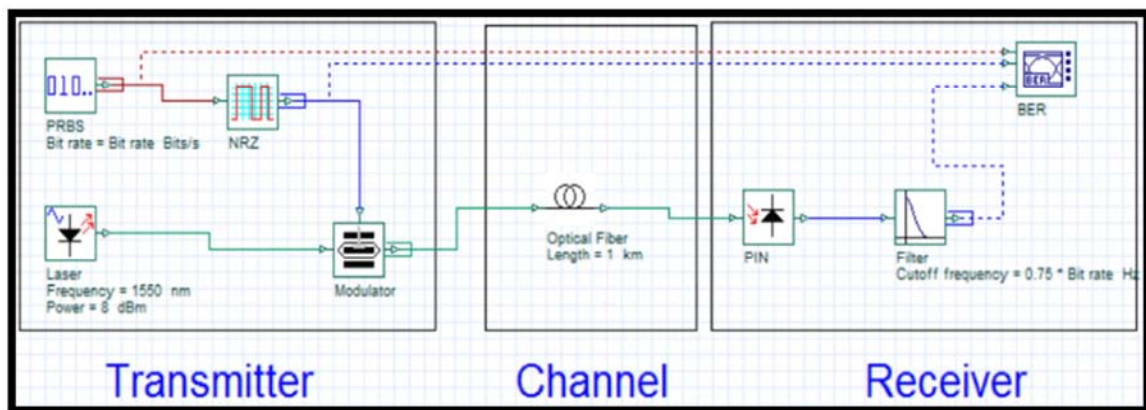 010..
PRBS
Bit rate = Bit rate Bits/s
NRZ
Laser
Frequency = 1550 nm
Power = 8 dBm
Modulator
Optical Fiber
Length = 1 km
PIN
Filter
Cutoff frequency = 0.75 * Bit rate Hz
BER
BER
Transmitter
Channel
Receiver